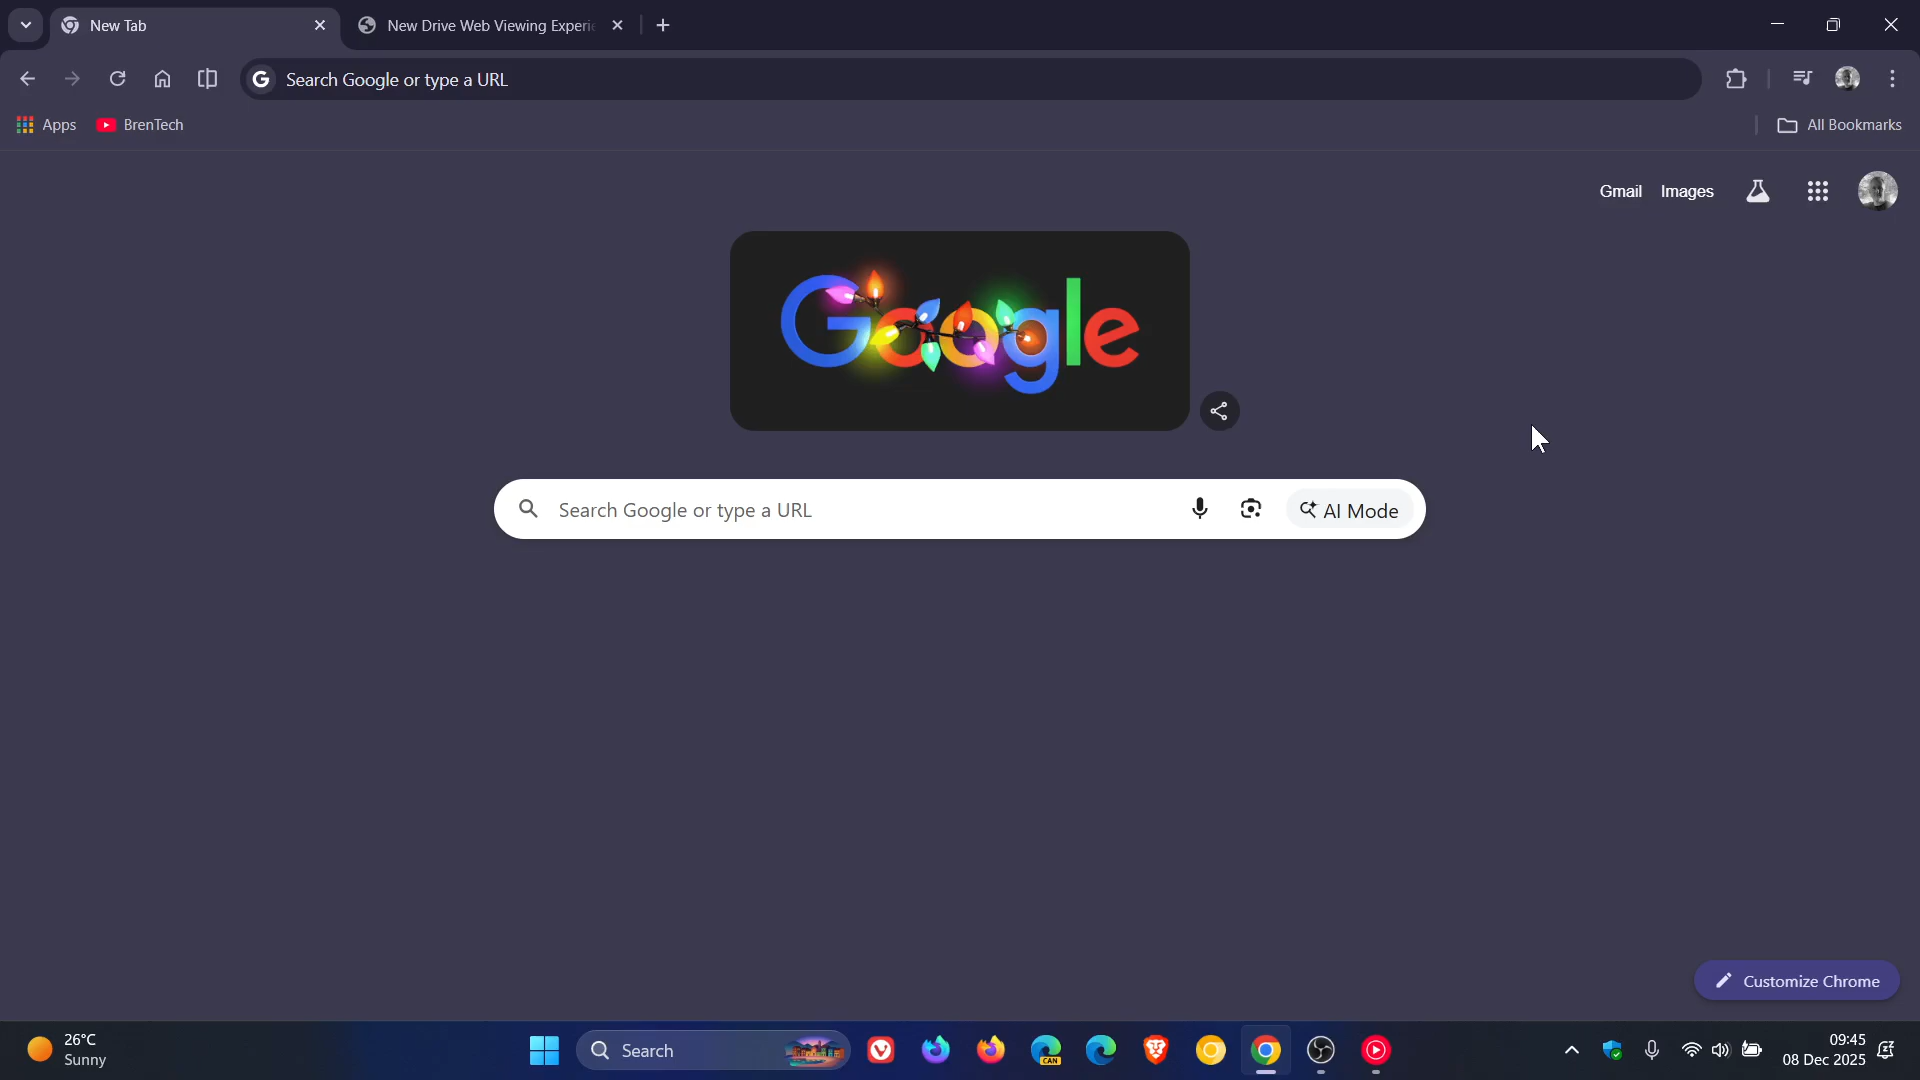 New Tab
New Drive Web Viewing Experie
Search Google or type a URL
Apps
BrenTech
All Bookmarks
Gmail
Images
Google
Search Google or type a URL
AI Mode
Customize Chrome
26°C
Sunny
Search
CAN
09:45
08 Dec 2025